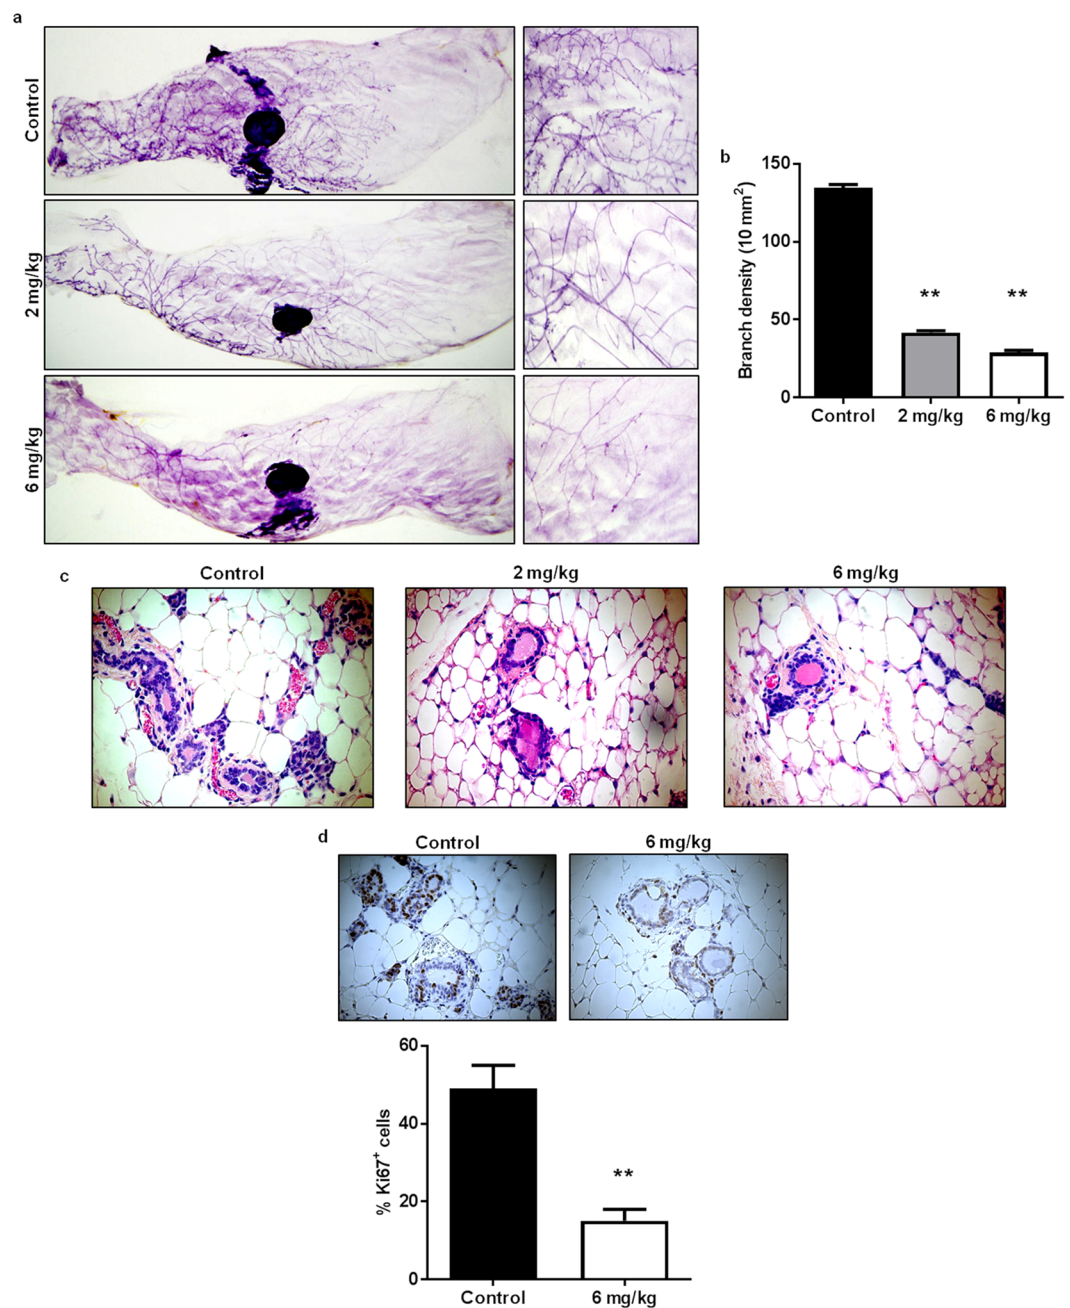 a
Control
2 mg/kg
6 mg/kg
b
Branch density (10 mm²)
150
100
50
0
**
**
Control
2 mg/kg
6 mg/kg
c
Control
2 mg/kg
6 mg/kg
d
Control
6 mg/kg
% Ki67⁺ cells
60
40
20
0
**
Control
6 mg/kg